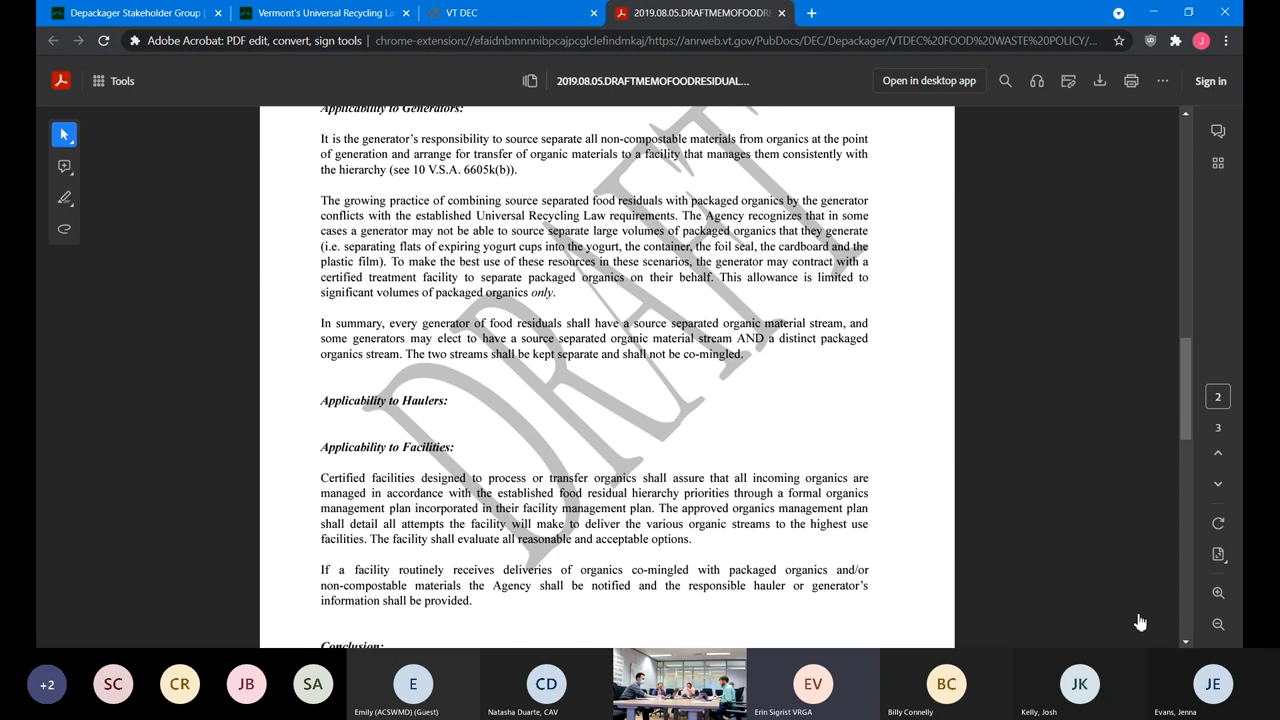 Depackager Stakeholder Group |
Vermont's Universal Recycling La
VT DEC
2019.08.05.DRAFTMEMOOFOODR
Adobe Acrobat: PDF edit, convert, sign tools
chrome-extension://efaidnbmnnnibpcajpcglclefindmkaj/https://anrweb.vt.gov/PubDocs/DEC/Depackager/VTDEC%20FOOD%20WASTE%20POLICY/...
Tools
2019.08.05.DRAFTMEMOFOODRESIDUAL...
Open in desktop app
Sign in
Applicability to Generators:
It is the generator's responsibility to source separate all non-compostable materials from organics at the point
of generation and arrange for transfer of organic materials to a facility that manages them consistently with
the hierarchy (see 10 V.S.A. 6605k(b)).
The growing practice of combining source separated food residuals with packaged organics by the generator
conflicts with the established Universal Recycling Law requirements. The Agency recognizes that in some
cases a generator may not be able to source separate large volumes of packaged organics that they generate
(i.e. separating flats of expiring yogurt cups into the yogurt, the container, the foil seal, the cardboard and the
plastic film). To make the best use of these resources in these scenarios, the generator may contract with a
certified treatment facility to separate packaged organics on their behalf. This allowance is limited to
significant volumes of packaged organics only.
In summary, every generator of food residuals shall have a source separated organic material stream, and
some generators may elect to have a source separated organic material stream AND a distinct packaged
organics stream. The two streams shall be kept separate and shall not be co-mingled.
Applicability to Haulers:
Applicability to Facilities:
Certified facilities designed to process or transfer organics shall assure that all incoming organics are
managed in accordance with the established food residual hierarchy priorities through a formal organics
management plan incorporated in their facility management plan. The approved organics management plan
shall detail all attempts the facility will make to deliver the various organic streams to the highest use
facilities. The facility shall evaluate all reasonable and acceptable options.
If a facility routinely receives deliveries of organics co-mingled with packaged organics and/or
non-compostable materials the Agency shall be notified and the responsible hauler or generator's
information shall be provided.
Conclusion:
DRAFT
2
3
J
+2
SC
CR
JB
SA
E
Emily (ACSWMD) (Guest)
CD
Natasha Duarte, CAV
EV
Erin Sigrist VRGA
BC
Billy Connelly
JK
Kelly, Josh
JE
Evans, Jenna